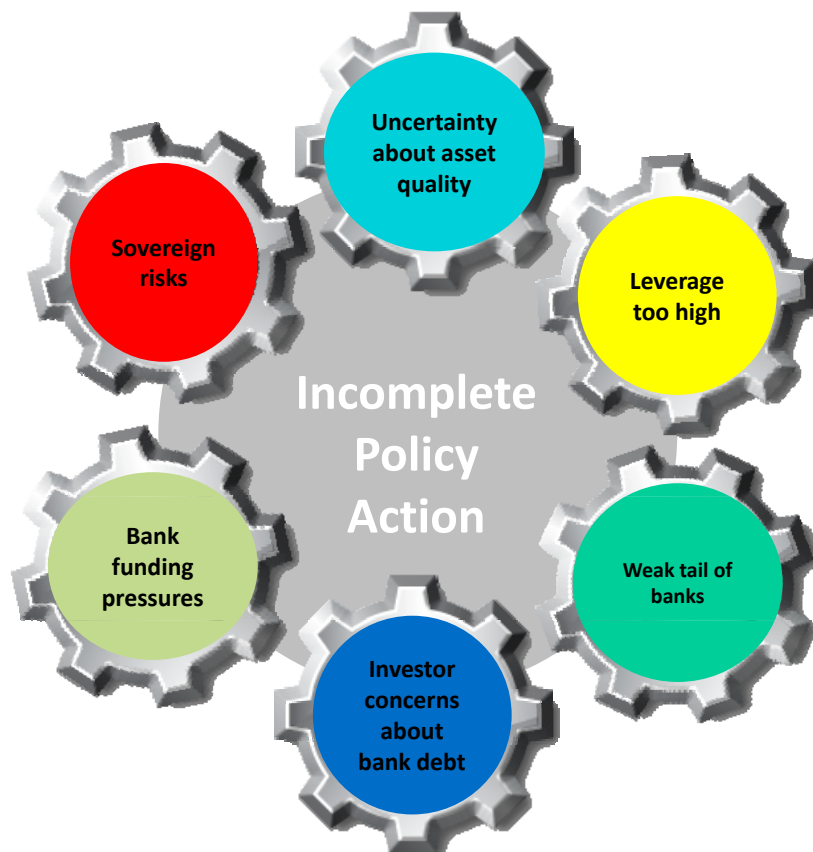 Uncertainty
about asset
quality
Sovereign
risks
Leverage
too high
Incomplete
Policy
Action
Bank
funding
pressures
Weak tail of
banks
Investor
concerns
about
bank debt